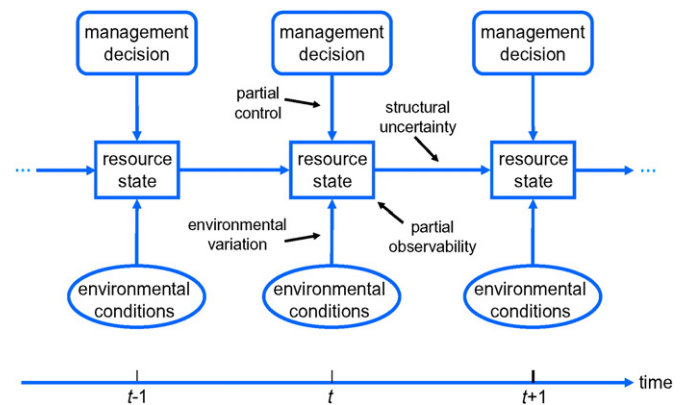 management
decision
management
decision
management
decision
partial
control
structural
uncertainty
...
resource
state
resource
state
resource
state
...
environmental
variation
partial
observability
environmental
conditions
environmental
conditions
environmental
conditions
time
t-1
t
t+1